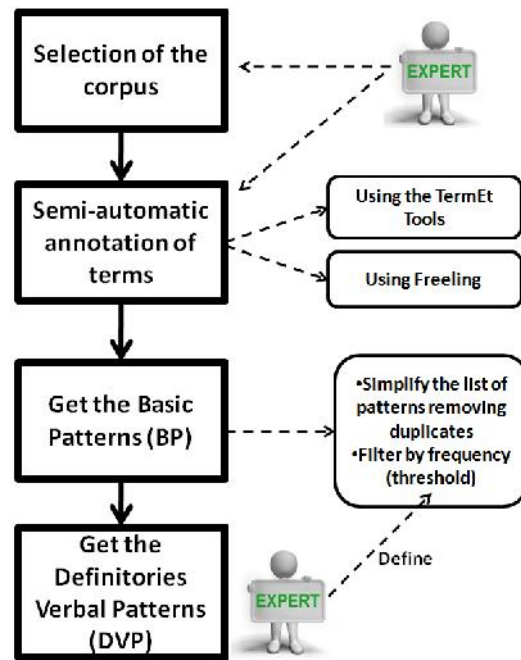 Selection of the
corpus
EXPERT
Semi-automatic
annotation of
terms
Using the TermEt
Tools
Using Freeling
Get the Basic
Patterns (BP)
•Simplify the list of
patterns removing
duplicates
•Filter by frequency
(threshold)
Get the
Definitories
Verbal Patterns
(DVP)
EXPERT
Define